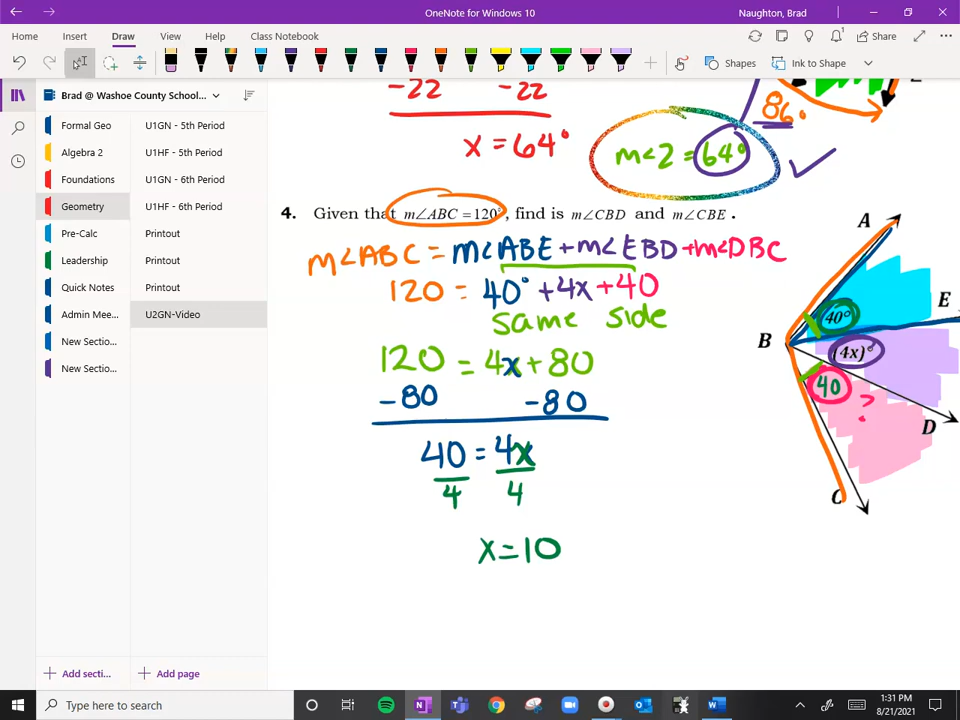 OneNote for Windows 10
Naughton, Brad
Home Insert Draw View Help Class Notebook
Share
Shapes
Ink to Shape
Brad @ Washoe County School...
Formal Geo
Algebra 2
Foundations
Geometry
Pre-Calc
Leadership
Quick Notes
Admin Mee...
New Sectio...
New Sectio...
U1GN - 5th Period
U1HF - 5th Period
U1GN - 6th Period
U1HF - 6th Period
Printout
Printout
Printout
U2GN-Video
Add secti...
Add page
-22 -22
x = 64°
m∠2 = 64°
86°
4. Given that m∠ABC = 120°, find is m∠CBD and m∠CBE.
m∠ABC = m∠ABE + m∠EBD + m∠DBC
120 = 40° + 4x + 40
same side
120 = 4x + 80
-80 -80
40 = 4x
4 4
x = 10
A
E
B
D
C
40°
(4x)°
40
?
Type here to search
1:31 PM
8/21/2021